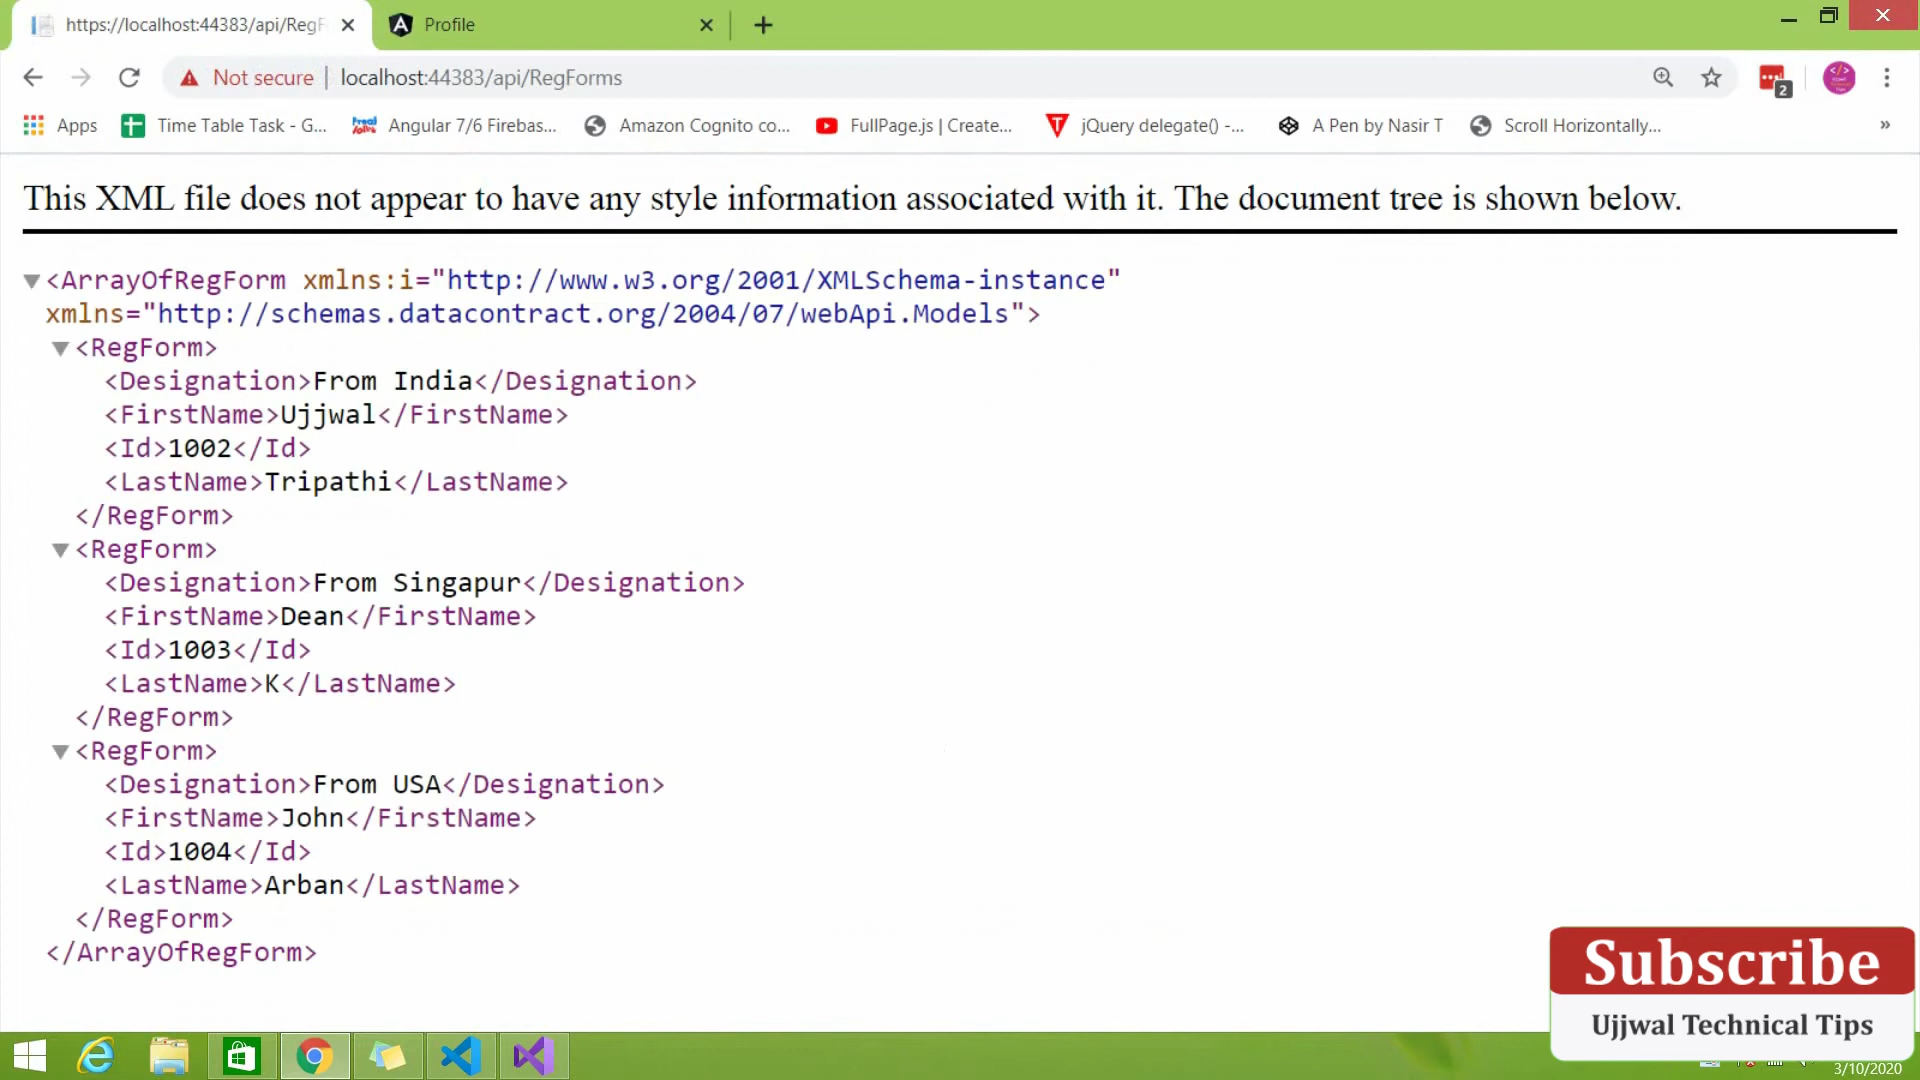 https://localhost:44383/api/RegF
Profile
Not secure
localhost:44383/api/RegForms
2
Apps
Time Table Task - G...
Angular 7/6 Firebas...
Amazon Cognito co...
FullPage.js | Create...
jQuery delegate() -...
A Pen by Nasir T
Scroll Horizontally...
»
This XML file does not appear to have any style information associated with it. The document tree is shown below.
<ArrayOfRegForm xmlns:i="http://www.w3.org/2001/XMLSchema-instance"
xmlns="http://schemas.datacontract.org/2004/07/webApi.Models">
<RegForm>
<Designation>From India</Designation>
<FirstName>Ujjwal</FirstName>
<Id>1002</Id>
<LastName>Tripathi</LastName>
</RegForm>
<RegForm>
<Designation>From Singapur</Designation>
<FirstName>Dean</FirstName>
<Id>1003</Id>
<LastName>K</LastName>
</RegForm>
<RegForm>
<Designation>From USA</Designation>
<FirstName>John</FirstName>
<Id>1004</Id>
<LastName>Arban</LastName>
</RegForm>
</ArrayOfRegForm>
Subscribe
Ujjwal Technical Tips
3/10/2020